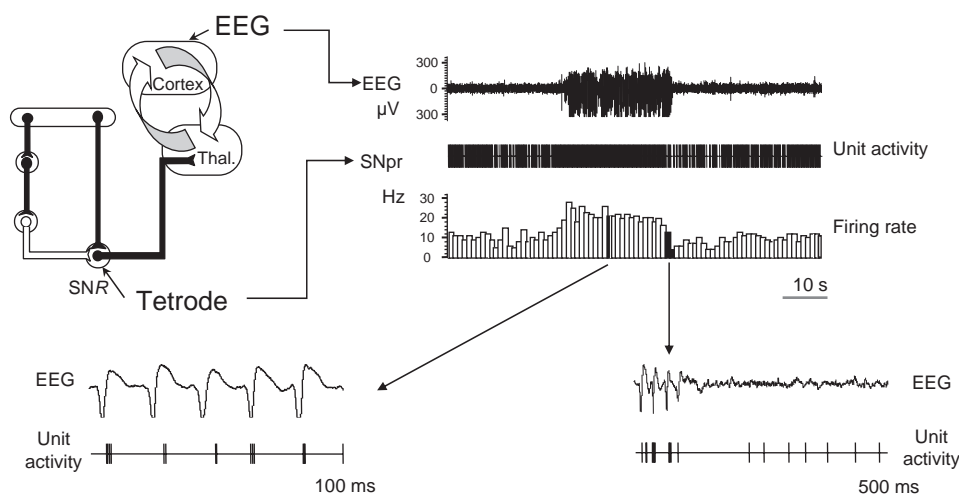 EEG
Cortex
Thal.
SNR
Tetrode
EEG
µV
300
0
300
SNpr
Unit activity
Hz
30
20
10
0
Firing rate
10 s
EEG
Unit
activity
100 ms
EEG
Unit
activity
500 ms